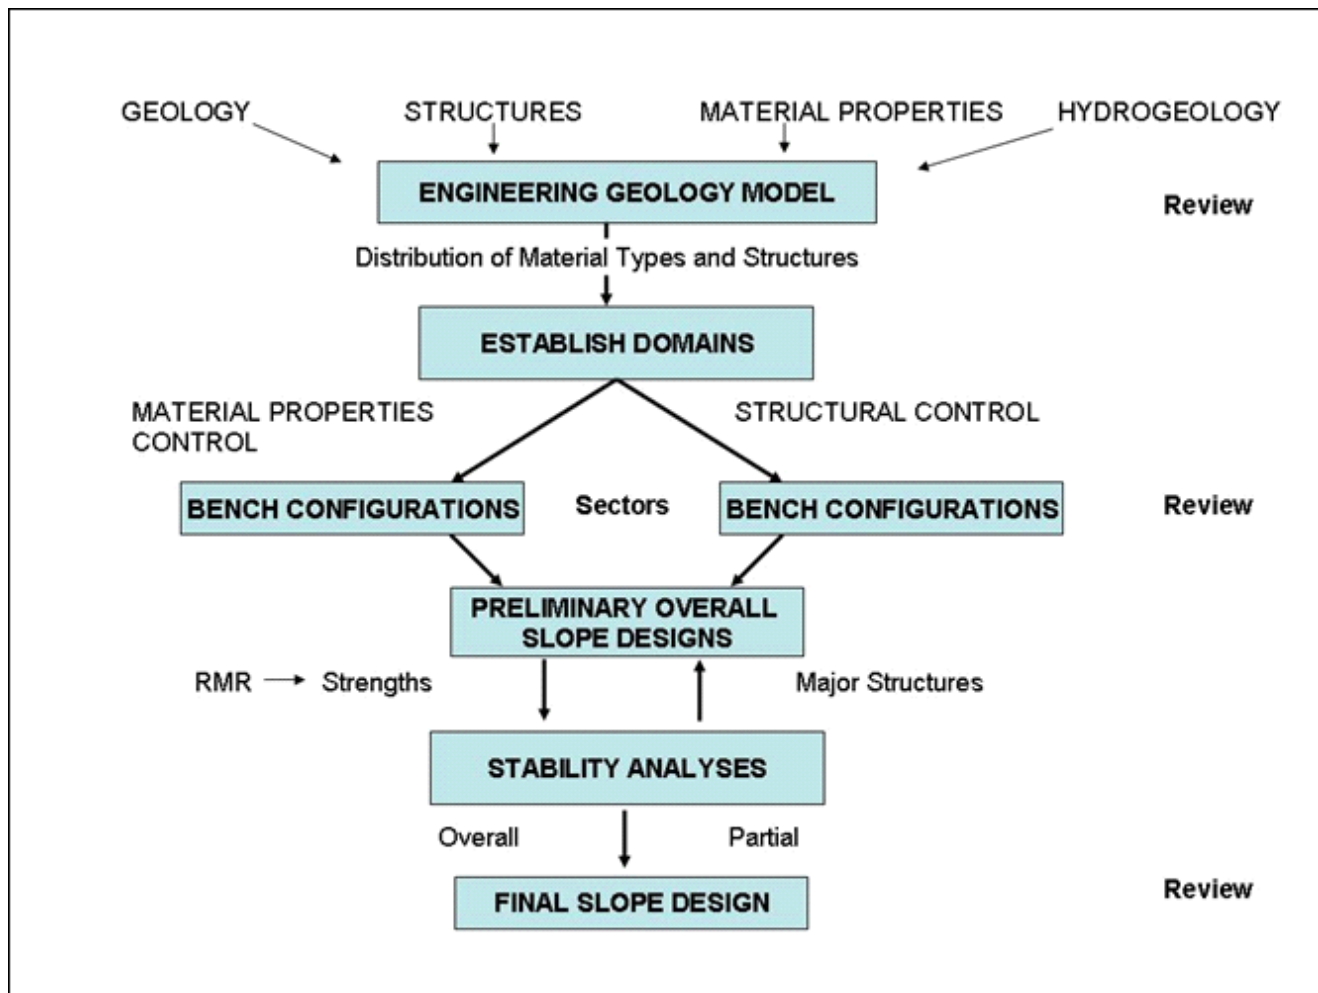 GEOLOGY
STRUCTURES
MATERIAL PROPERTIES
HYDROGEOLOGY
ENGINEERING GEOLOGY MODEL
Review
Distribution of Material Types and Structures
ESTABLISH DOMAINS
MATERIAL PROPERTIES
CONTROL
STRUCTURAL CONTROL
BENCH CONFIGURATIONS
Sectors
BENCH CONFIGURATIONS
Review
PRELIMINARY OVERALL
SLOPE DESIGNS
RMR
Strengths
Major Structures
STABILITY ANALYSES
Overall
Partial
FINAL SLOPE DESIGN
Review